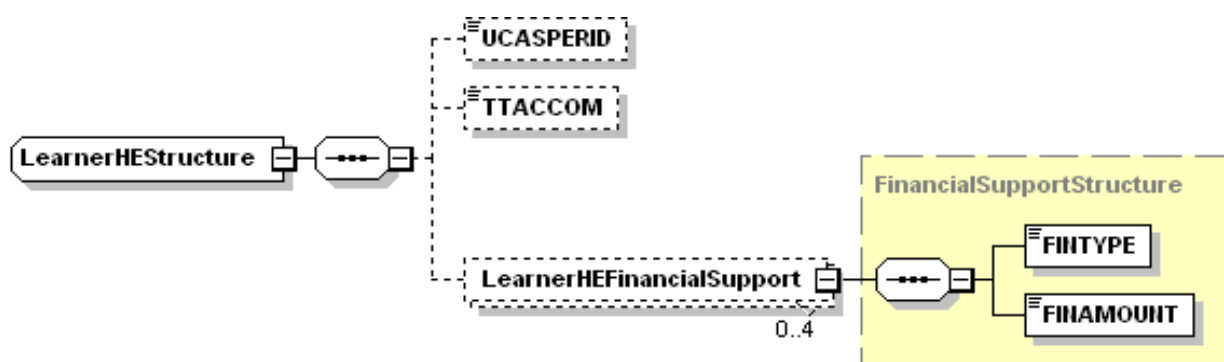 UCASPERID
TTACCOM
LearnerHEStructure
FinancialSupportStructure
FINTYPE
LearnerHEFinancialSupport
FINAMOUNT
0..4